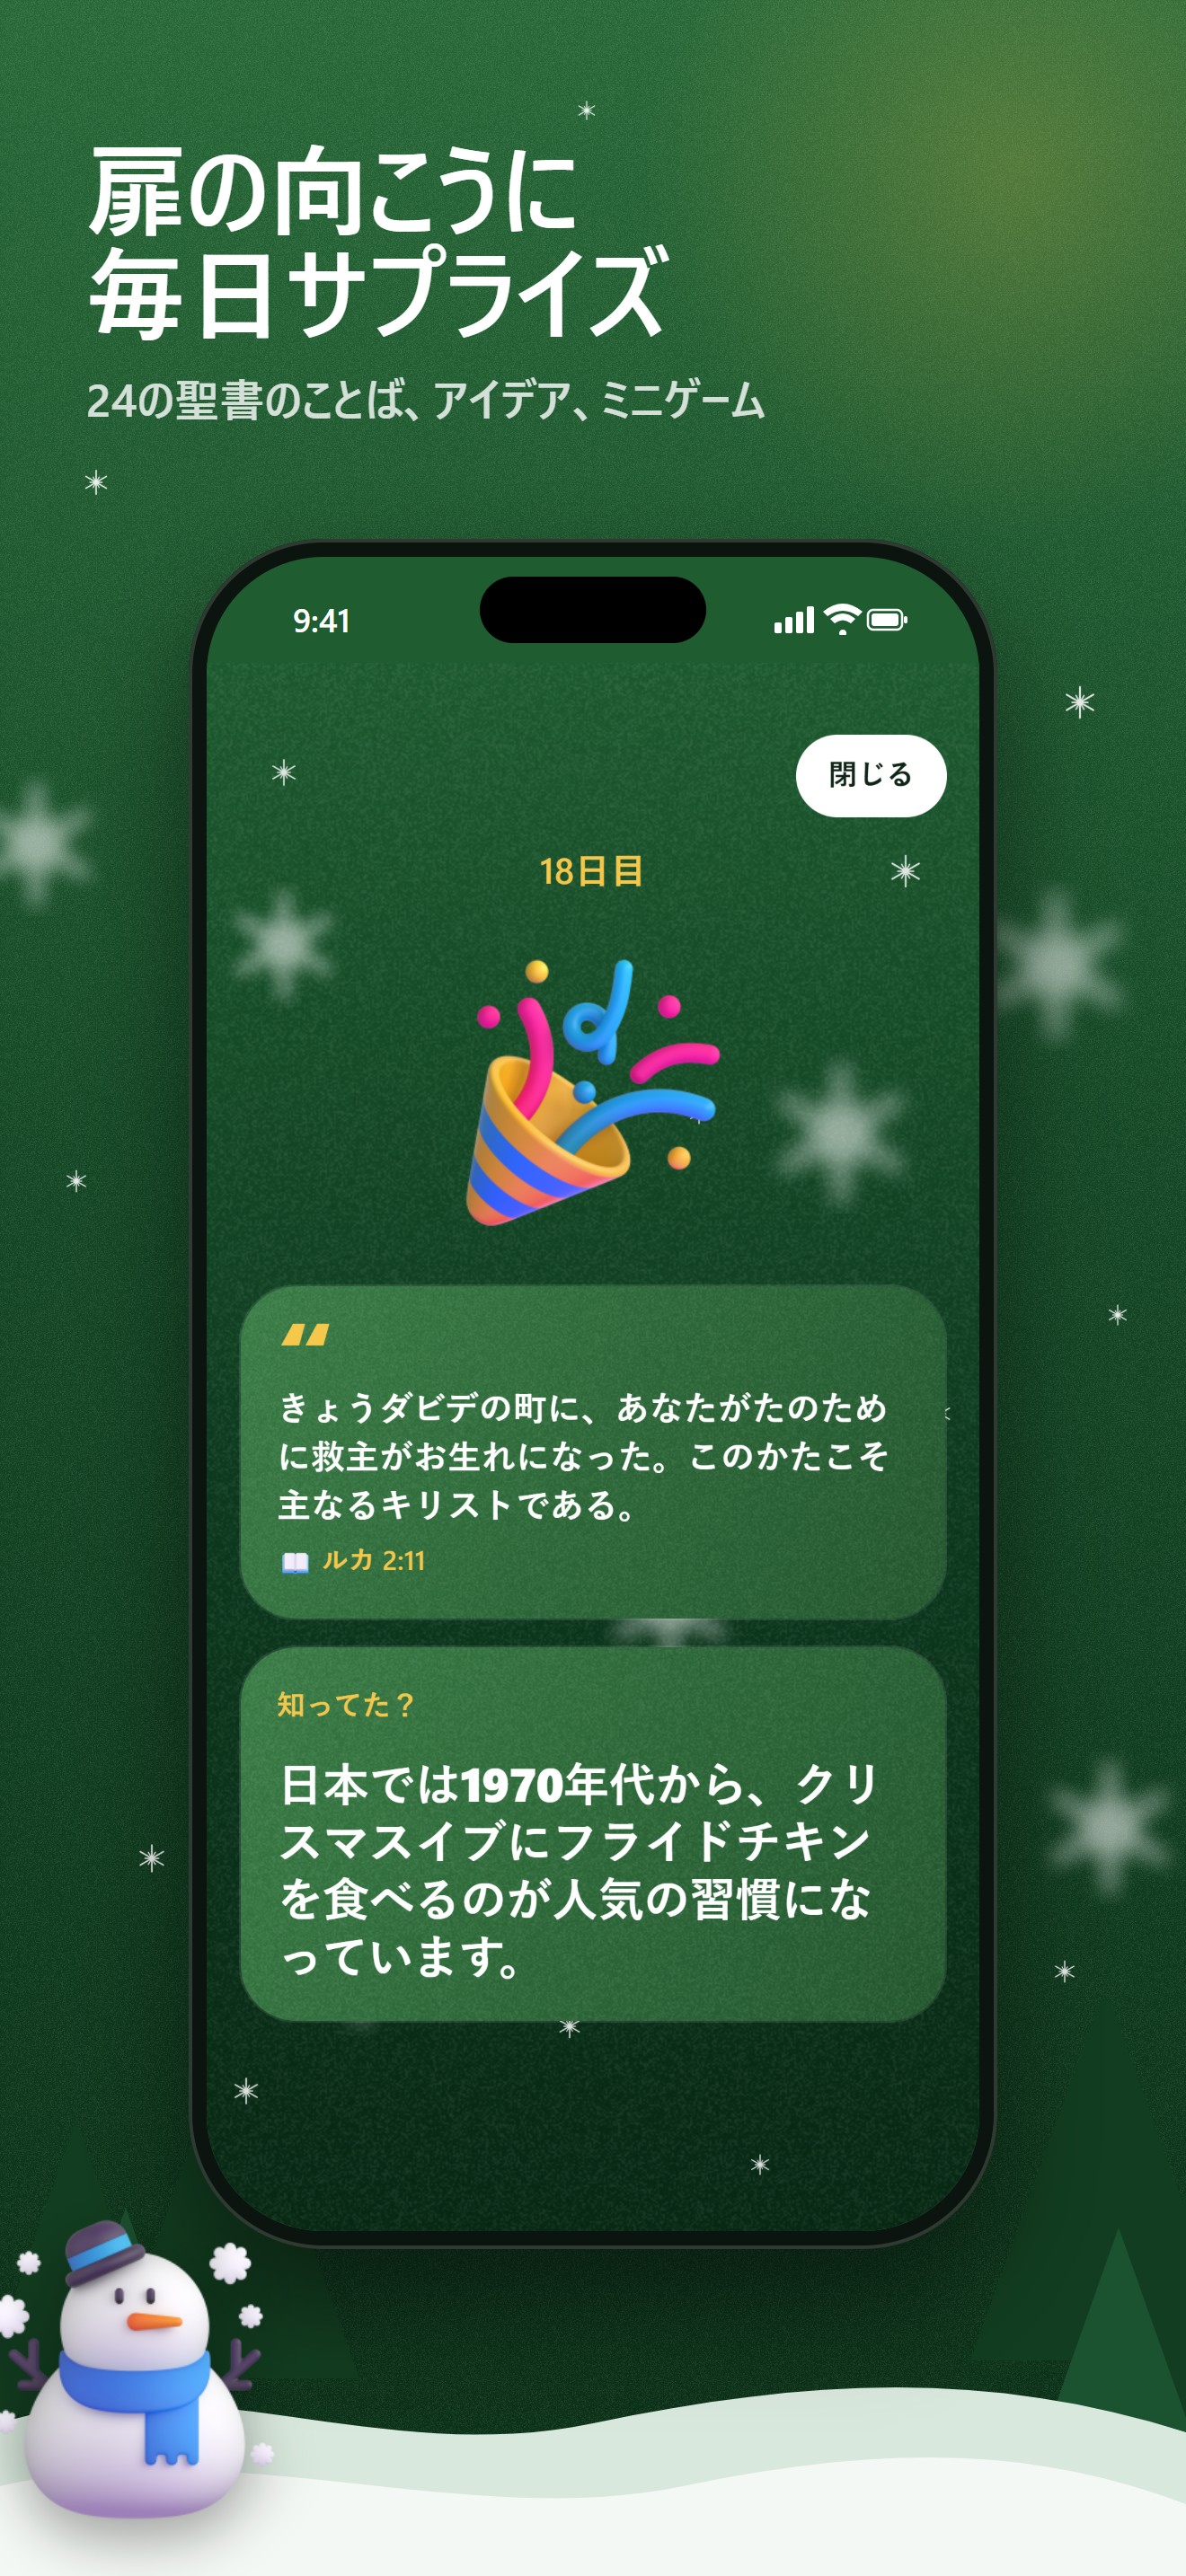 扉の向こうに
毎日サプライズ
24の聖書のことば、アイデア、ミニゲーム
9:41
閉じる
18日目
きょうダビデの町に、あなたがたのため
に救主がお生れになった。このかたこそ
主なるキリストである。
ルカ 2:11
知ってた？
日本では1970年代から、クリ
スマスイブにフライドチキン
を食べるのが人気の習慣にな
っています。